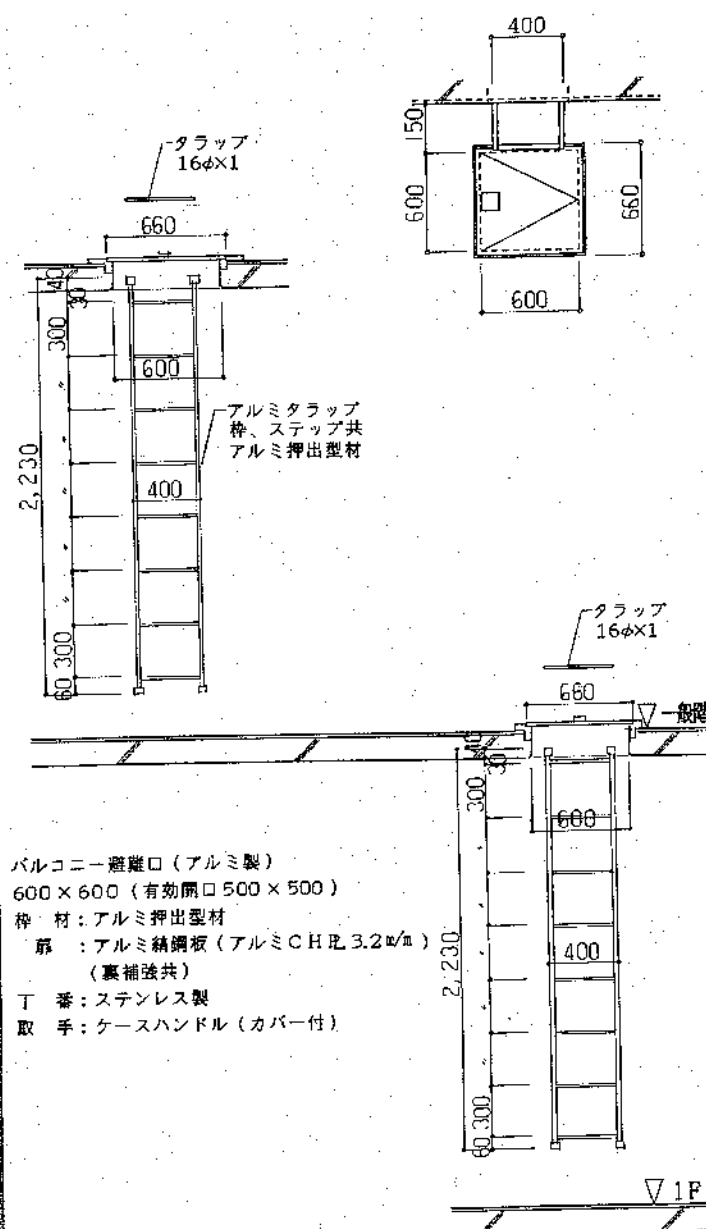 400
150
600
660
600
タラップ
16φ×1
660
40
30
300
600
アルミタラップ
枠、ステップ共
アルミ押出型材
2,230
400
300
60
タラップ
16φ×1
660
一般階
40
30
300
600
2,230
400
300
60
1F
バルコニー避難口(アルミ製)
600×600(有効開口500×500)
枠 材:アルミ押出型材
扉 :アルミ縞鋼板(アルミCHPL3.2m/m)
(裏補強共)
丁 番:ステンレス製
取 手:ケースハンドル(カバー付)